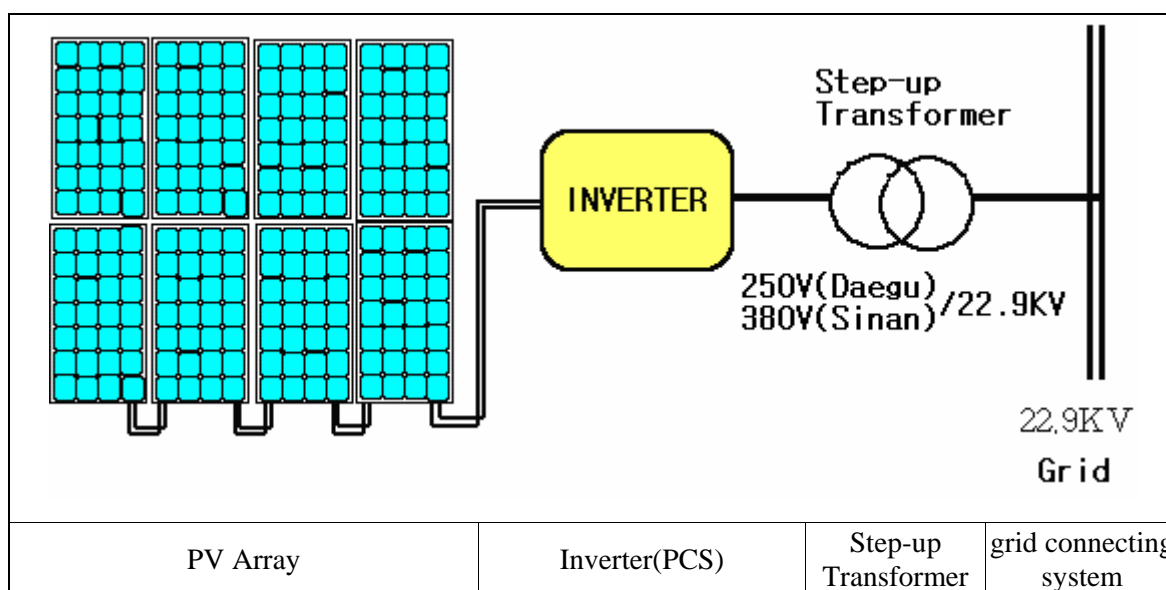 Step-up
Transformer
INVERTER
250V(Daegu)
380V(Sinan)
/22.9KV
22,9KV
Grid
PV Array
Inverter(PCS)
Step-up
Transformer
grid connecting
system